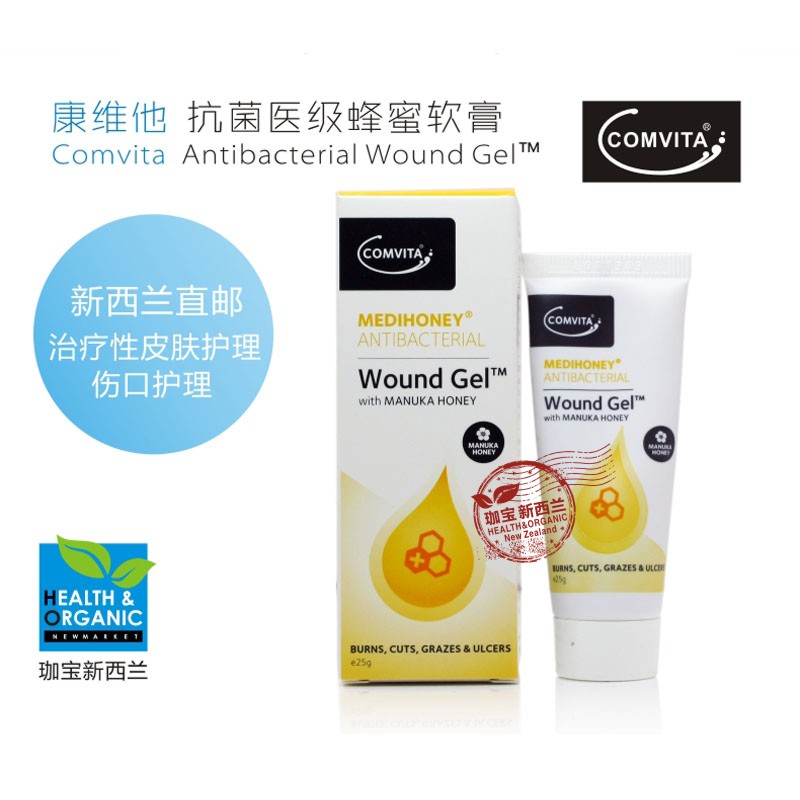 康维他 抗菌医级蜂蜜软膏
Comvita Antibacterial Wound Gel™
COMVITA®
新西兰直邮
治疗性皮肤护理
伤口护理
COMVITA®
MEDIHONEY®
ANTIBACTERIAL
Wound Gel™
with MANUKA HONEY
MANUKA
HONEY
BURNS, CUTS, GRAZES & ULCERS
e25g
COMVITA®
MEDIHONEY®
ANTIBACTERIAL
Wound Gel™
with MANUKA HONEY
MANUKA
HONEY
BURNS, CUTS, GRAZES & ULCERS
e25g
珈宝新西兰
HEALTH&ORGANIC
New Zealand
HEALTH &
ORGANIC
NEWMARKET
珈宝新西兰